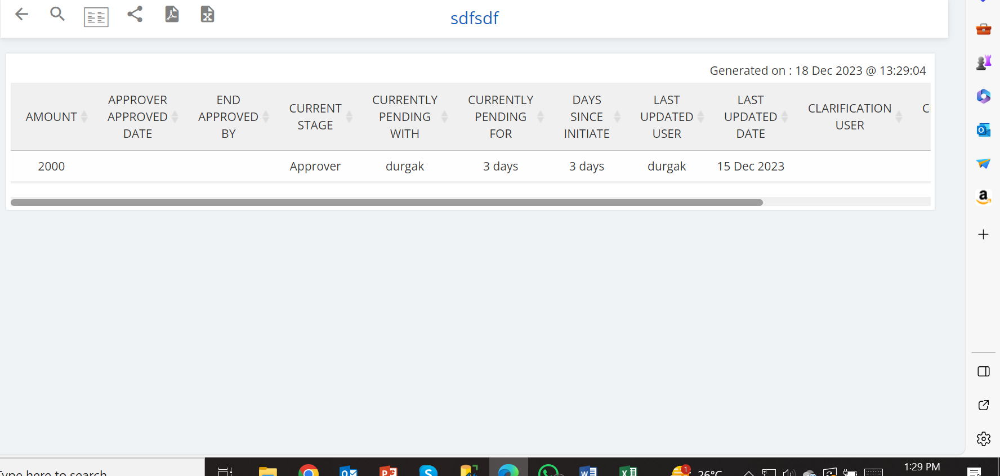 sdfsdf
Generated on : 18 Dec 2023 @ 13:29:04
AMOUNT
APPROVER
APPROVED
DATE
END
APPROVED
BY
CURRENT
STAGE
CURRENTLY
PENDING
WITH
CURRENTLY
PENDING
FOR
DAYS
SINCE
INITIATE
LAST
UPDATED
USER
LAST
UPDATED
DATE
CLARIFICATION
USER
2000 Approver durgak 3 days 3 days durgak 15 Dec 2023
Type here to search
1
26°C
1:29 PM